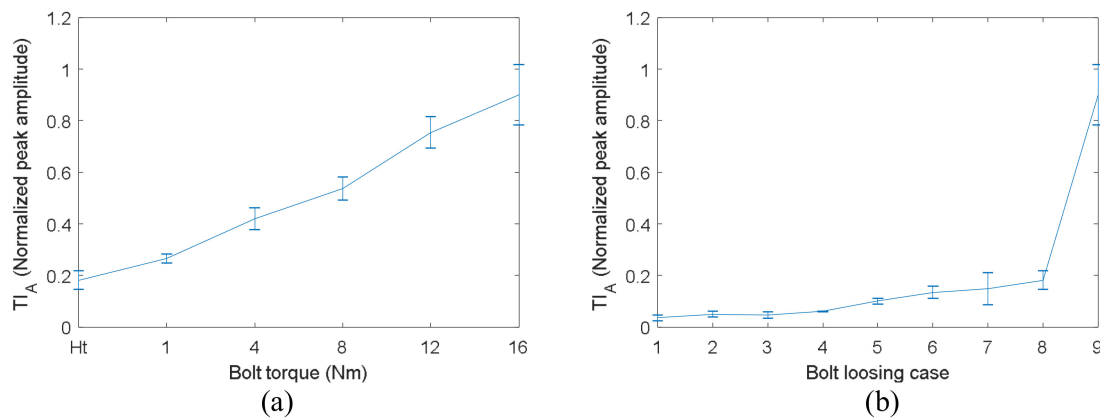 1.2
1
0.8
0.6
0.4
0.2
0
TI_A (Normalized peak amplitude)
Ht 1 4 8 12 16
Bolt torque (Nm)
(a)
1.2
1
0.8
0.6
0.4
0.2
0
TI_A (Normalized peak amplitude)
1 2 3 4 5 6 7 8 9
Bolt loosing case
(b)